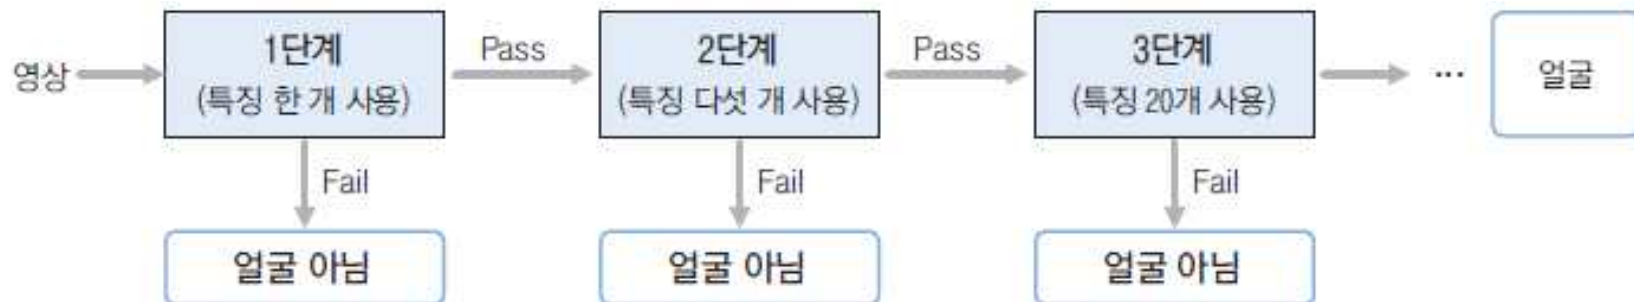 영상
1단계
(특징 한 개 사용)
Pass
2단계
(특징 다섯 개 사용)
Pass
3단계
(특징 20개 사용)
...
얼굴
Fail
Fail
Fail
얼굴 아님
얼굴 아님
얼굴 아님